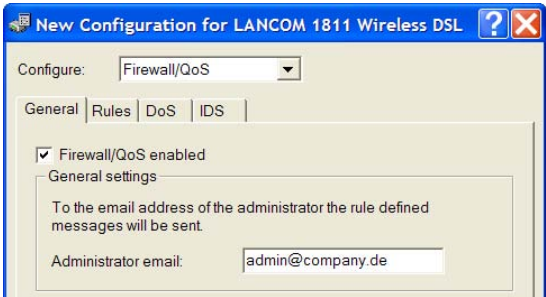 New Configuration for LANCOM 1811 Wireless DSL
Configure: Firewall/QoS
General Rules DoS IDS
Firewall/QoS enabled
General settings
To the email address of the administrator the rule defined
messages will be sent.
Administrator email: admin@company.de